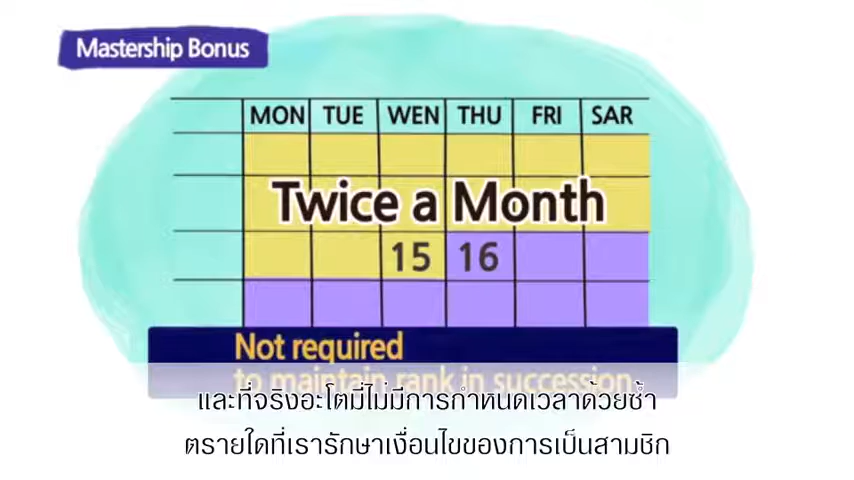 Mastership Bonus
MON TUE WEN THU FRI SAR
Twice a Month
15 16
Not required
to maintain rank in succession
และที่จริงอะโตมี่ไม่มีการกำหนดเวลาด้วยซ้ำ
ตรายใดที่เรารักษาเงื่อนไขของการเป็นสามชิก